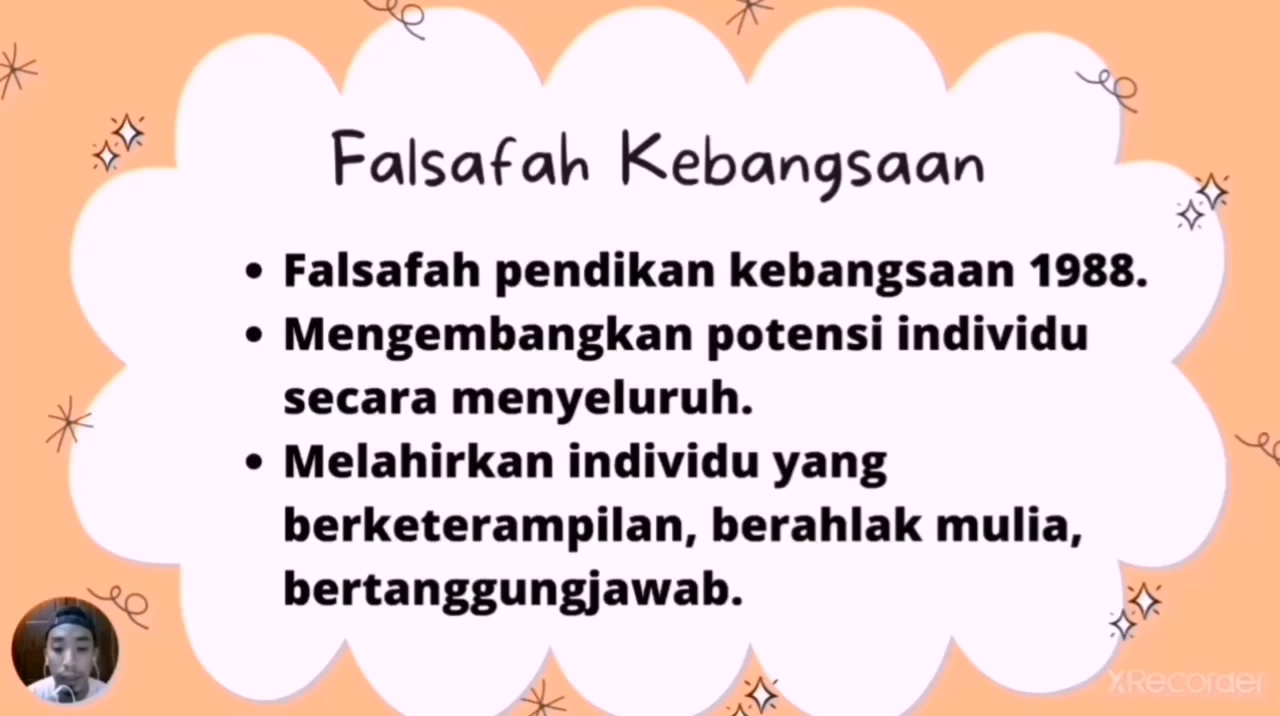 Falsafah Kebangsaan
• Falsafah pendikan kebangsaan 1988.
• Mengembangkan potensi individu
secara menyeluruh.
• Melahirkan individu yang
berketerampilan, berahlak mulia,
bertanggungjawab.
XRecorder